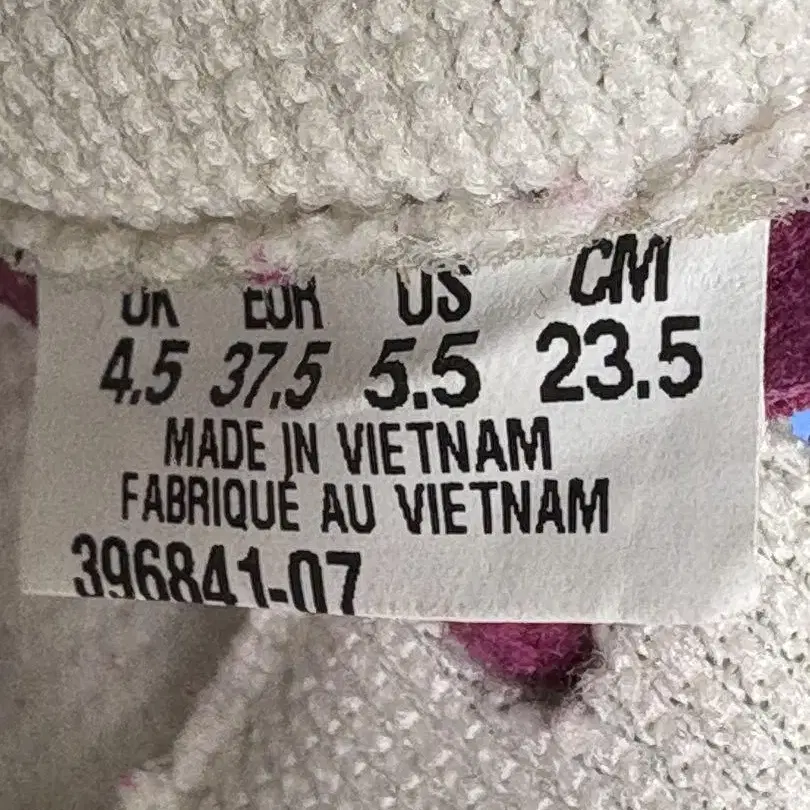 UK EUR US CM
4.5 37.5 5.5 23.5
MADE IN VIETNAM
FABRIQUÉ AU VIETNAM
396841-07